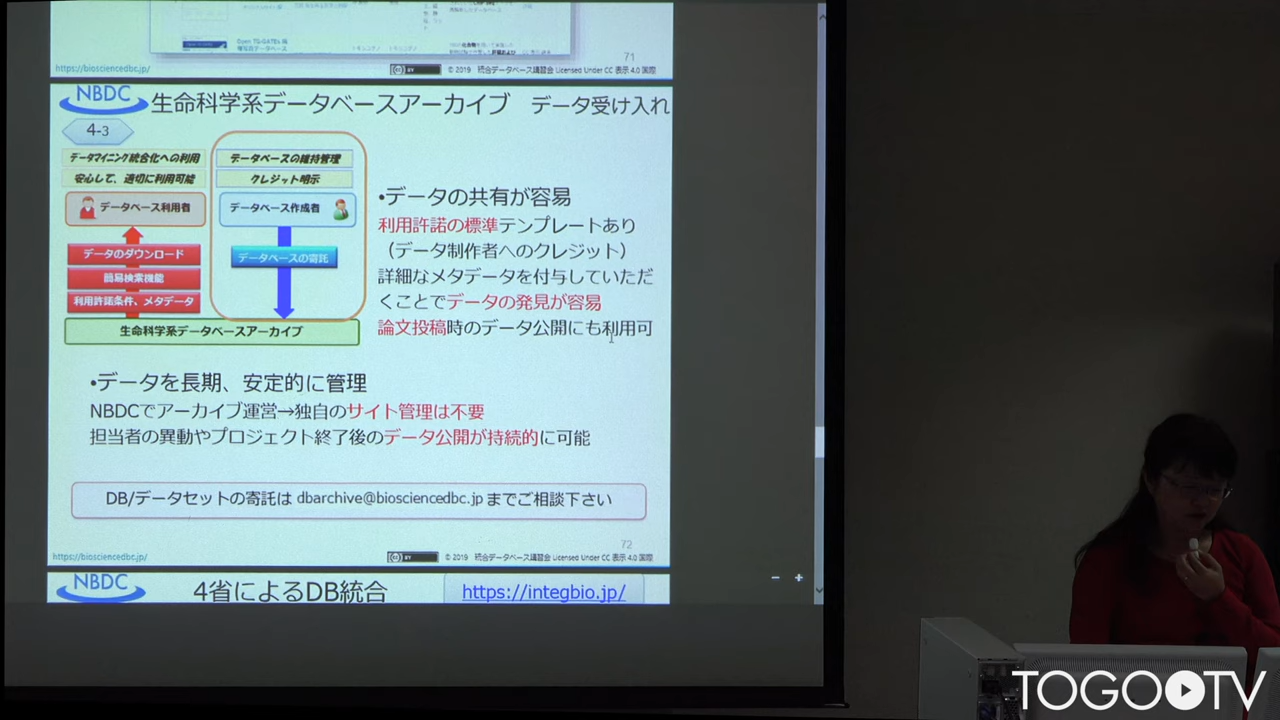 Open TG-GATEs 病
https://biosciencedbc.jp/
71
© 2019 統合データベース講習会 Licensed Under CC 表示 4.0 国際
NBDC 生命科学系データベースアーカイブ データ受け入れ
4-3
データマイニング統合化への利用
安心して、適切に利用可能
データベース利用者
データのダウンロード
簡易検索機能
利用許諾条件、メタデータ
データベースの維持管理
クレジット明示
データベース作成者
データベースの寄託
生命科学系データベースアーカイブ
•データの共有が容易
利用許諾の標準テンプレートあり
（データ制作者へのクレジット）
詳細なメタデータを付与していただ
くことでデータの発見が容易
論文投稿時のデータ公開にも利用可
•データを長期、安定的に管理
NBDCでアーカイブ運営→独自のサイト管理は不要
担当者の異動やプロジェクト終了後のデータ公開が持続的に可能
DB/データセットの寄託は dbarchive@biosciencedbc.jp までご相談下さい
72
https://biosciencedbc.jp/
© 2019 統合データベース講習会 Licensed Under CC 表示 4.0 国際
NBDC 4省によるDB統合 https://integbio.jp/
TOGO TV